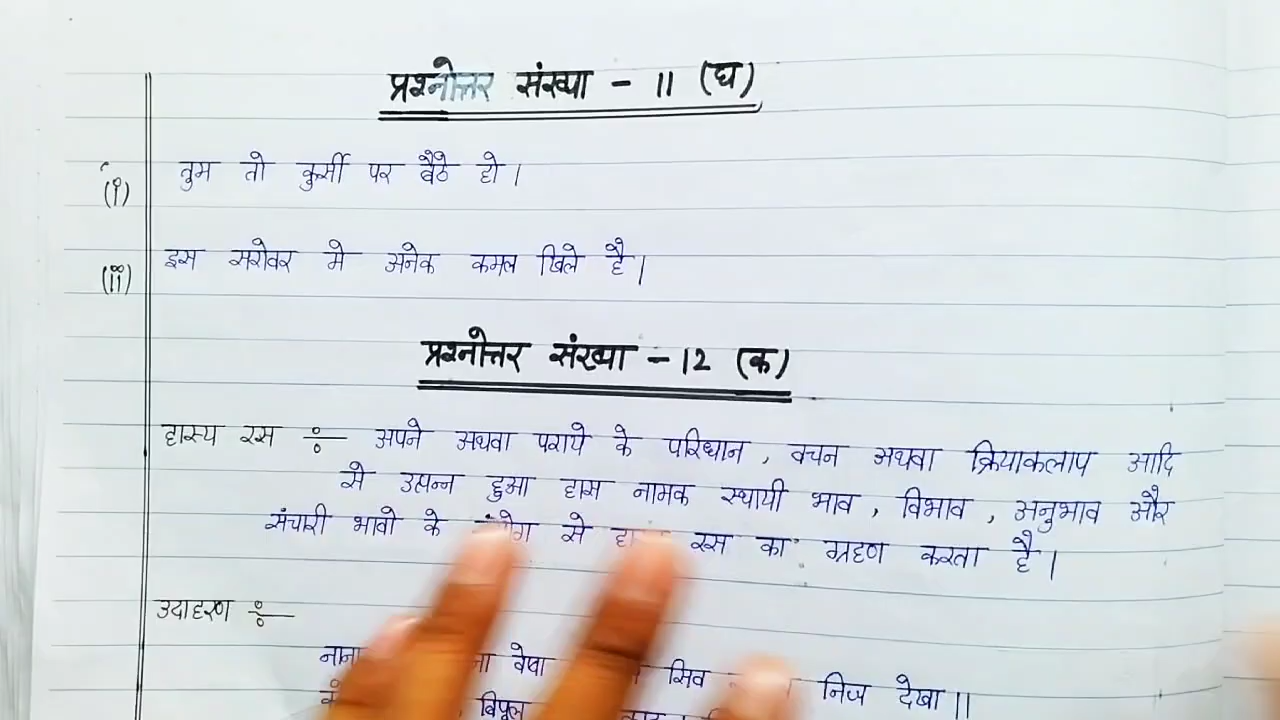 प्रश्नोत्तर संख्या - 11 (घ)
(i) तुम तो कुर्सी पर बैठे हो।
(ii) इस सरोवर मे अनेक कमल खिले है।
प्रश्नोत्तर संख्या - 12 (क)
हास्य रस ÷ अपने अथवा पराये के परिधान, वचन अथवा क्रियाकलाप आदि
से उत्पन्न हुआ हास नामक स्थायी भाव, विभाव, अनुभाव और
संचारी भावो के से रस का ग्रहण करता है।
उदाहरण ÷
वेषा सिव निज देखा ॥
विपूल